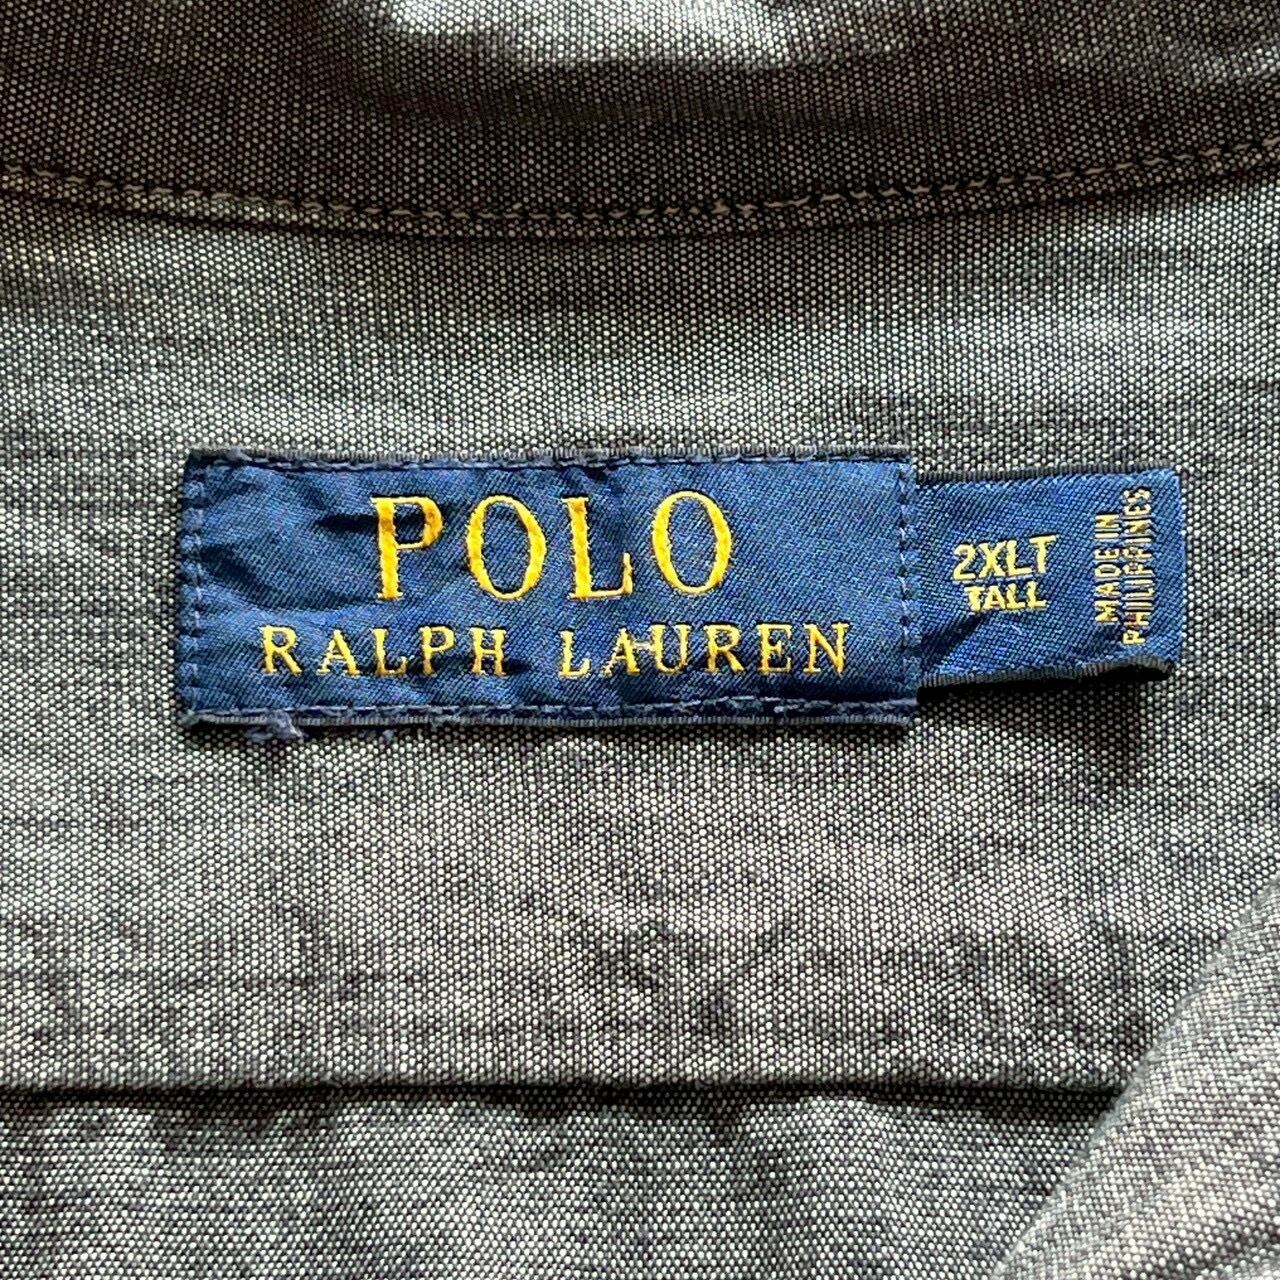 POLO
RALPH LAUREN
2XLT
TALL
MADE IN
PHILIPPINES